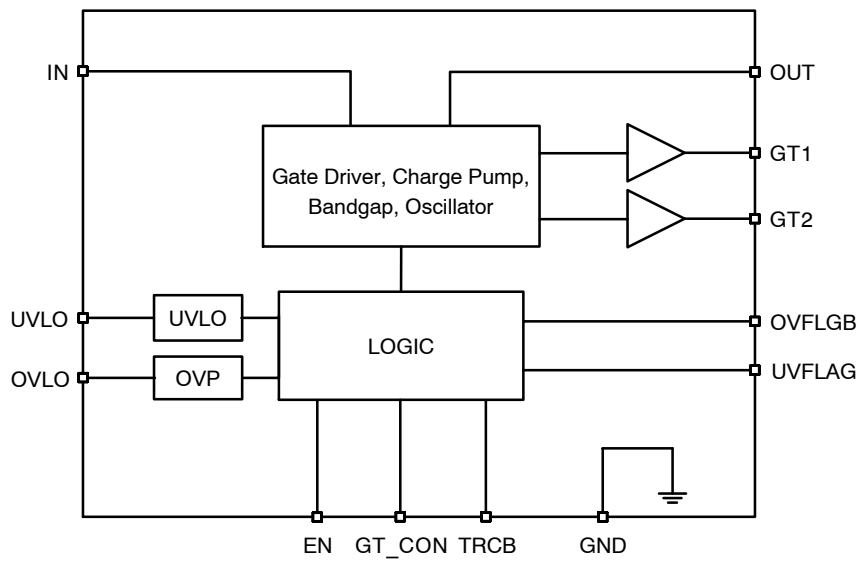 IN
OUT
GT1
Gate Driver, Charge Pump,
Bandgap, Oscillator
GT2
UVLO
UVLO
OVFLGB
LOGIC
UVFLAG
OVLO
OVP
EN
GT_CON
TRCB
GND